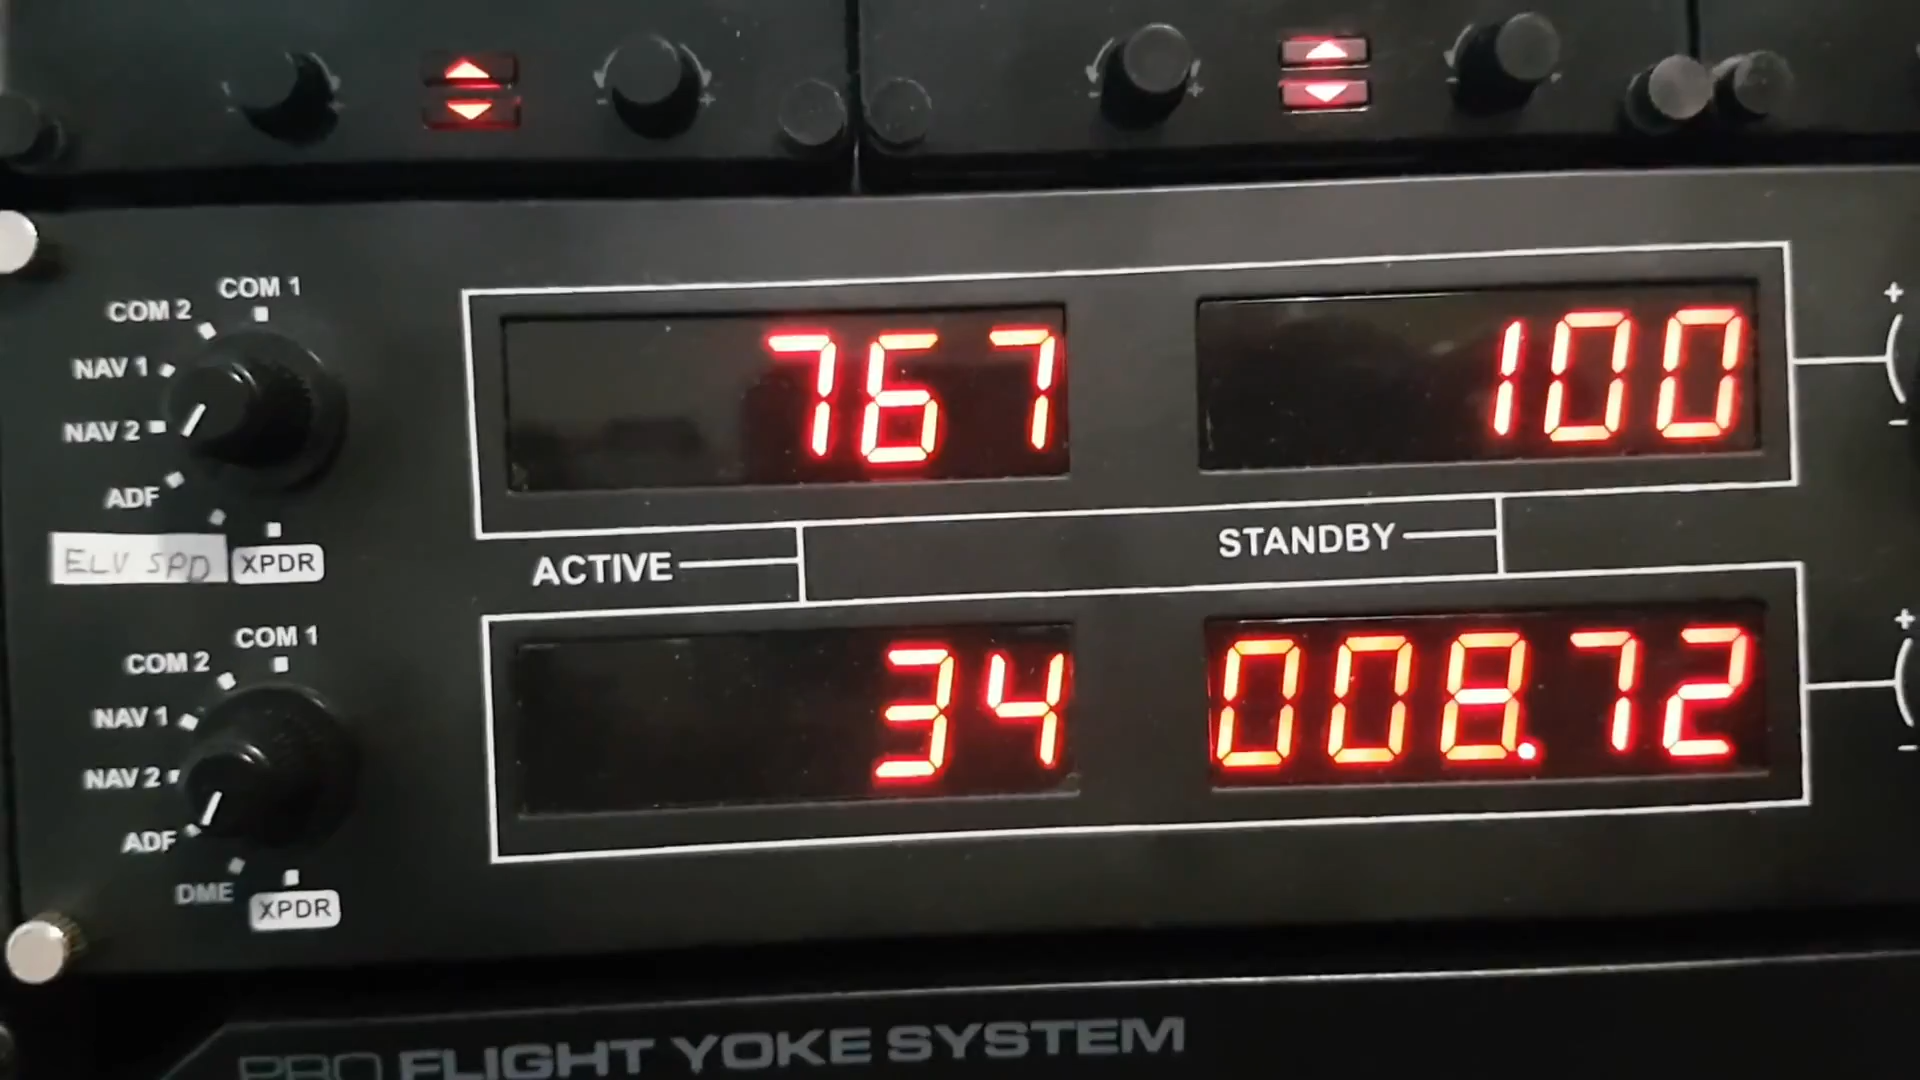 COM 1
COM 2
NAV 1
NAV 2
ADF
ELV SPD
XPDR
767
100
+
-
ACTIVE
STANDBY
COM 1
COM 2
NAV 1
NAV 2
ADF
DME
XPDR
34
008.72
+
-
PRO FLIGHT YOKE SYSTEM